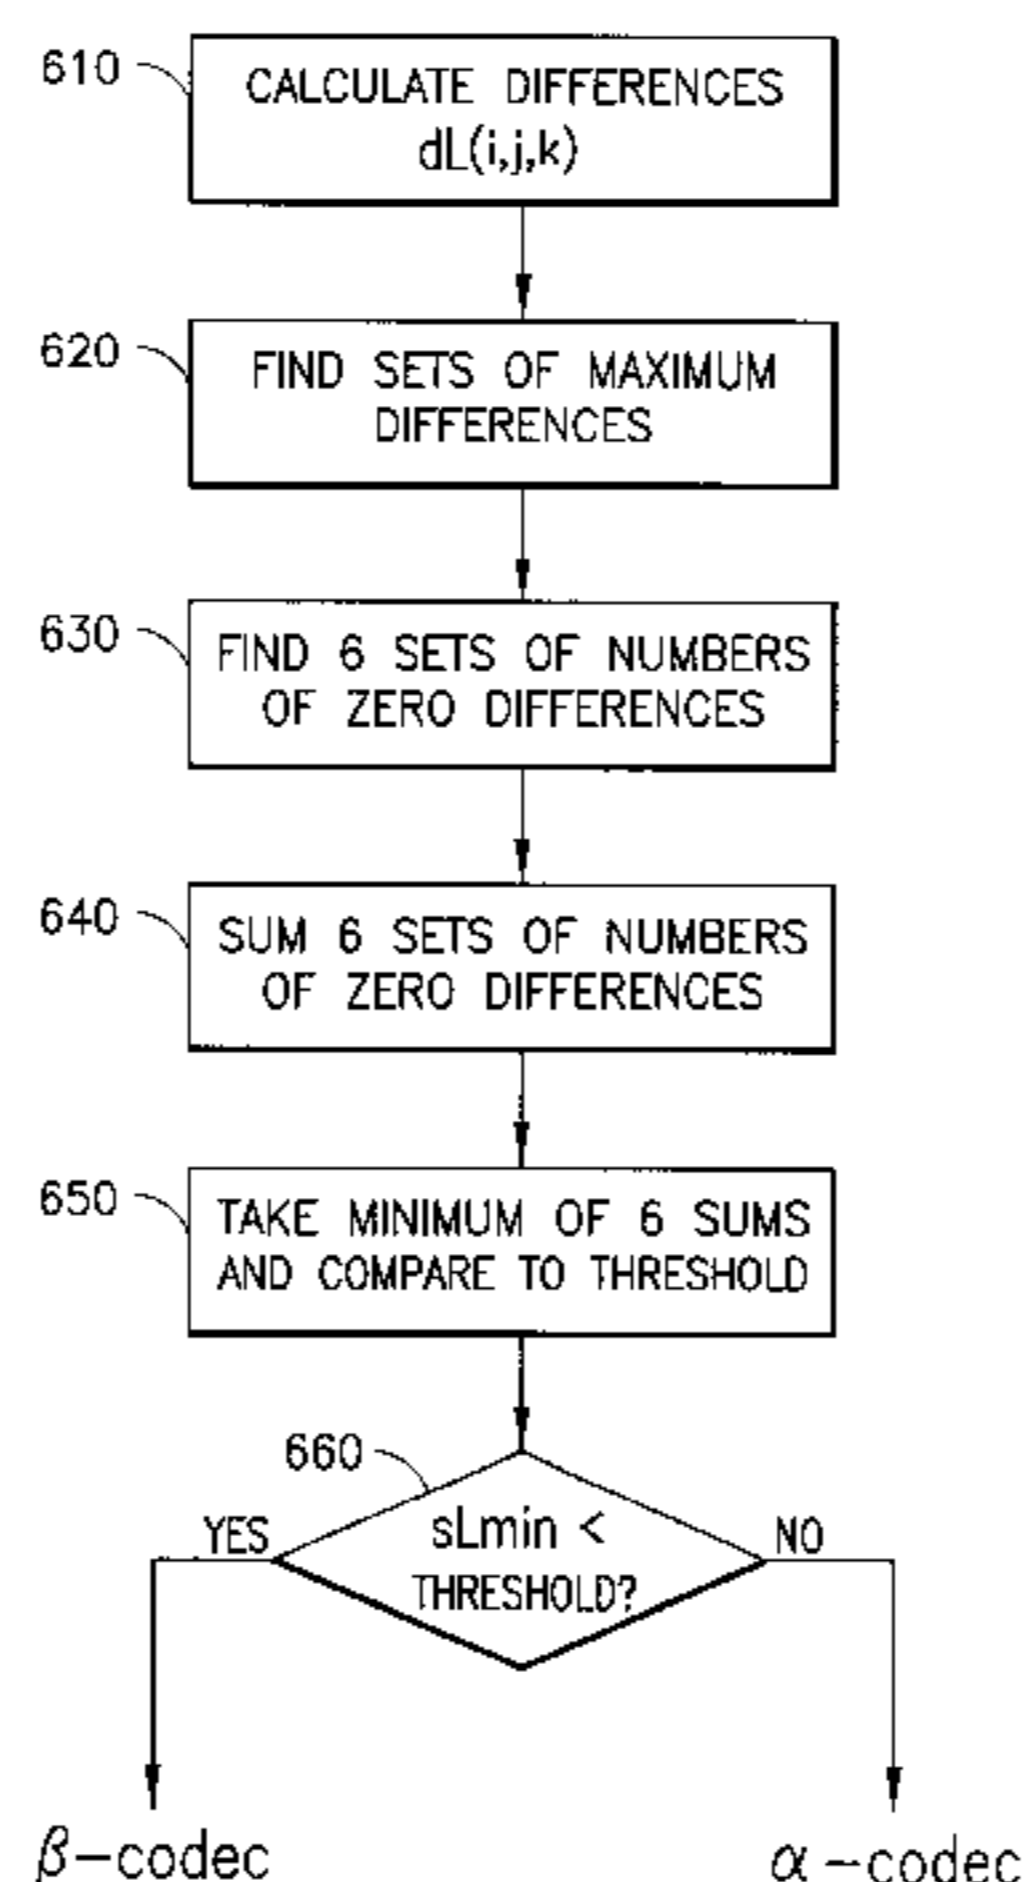 610
CALCULATE DIFFERENCES
dL(i,j,k)
620
FIND SETS OF MAXIMUM
DIFFERENCES
630
FIND 6 SETS OF NUMBERS
OF ZERO DIFFERENCES
640
SUM 6 SETS OF NUMBERS
OF ZERO DIFFERENCES
650
TAKE MINIMUM OF 6 SUMS
AND COMPARE TO THRESHOLD
660
sLmin <
THRESHOLD?
YES
NO
β-codec
α-codec